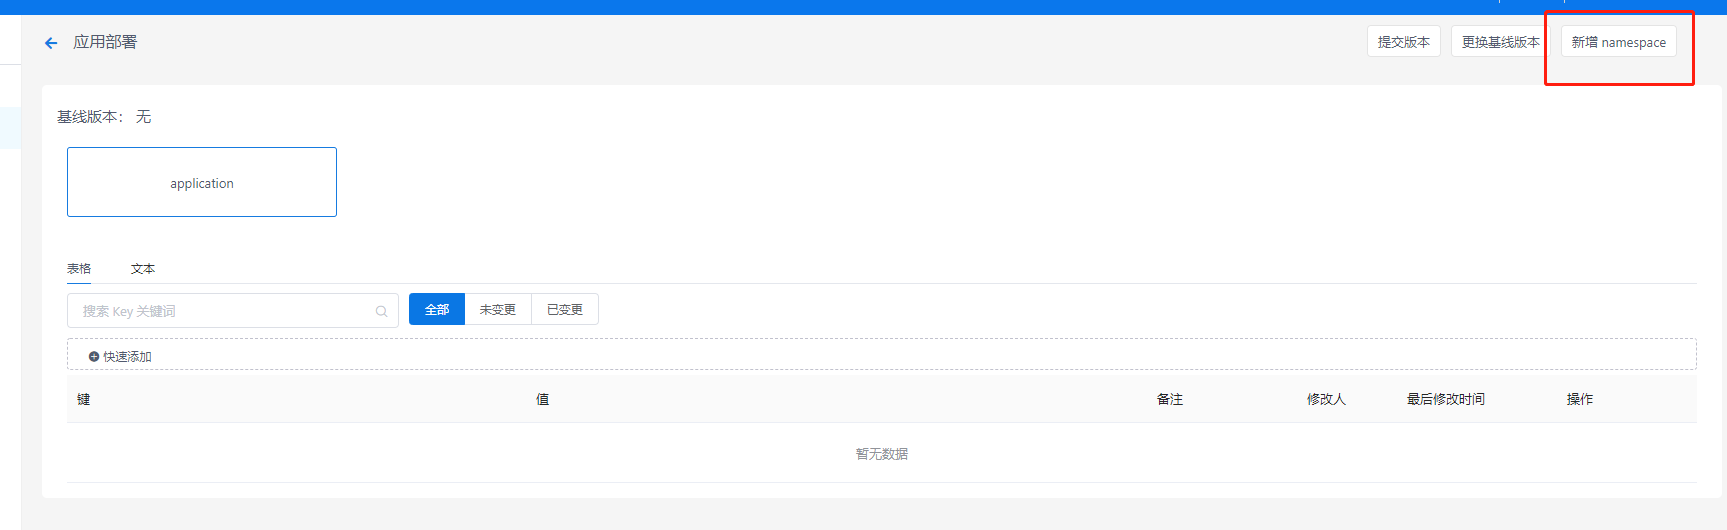 应用部署 提交版本 更换基线版本 新增 namespace
基线版本： 无
application
表格 文本
搜索 Key 关键词 全部 未变更 已变更
快速添加
键 值 备注 修改人 最后修改时间 操作
暂无数据